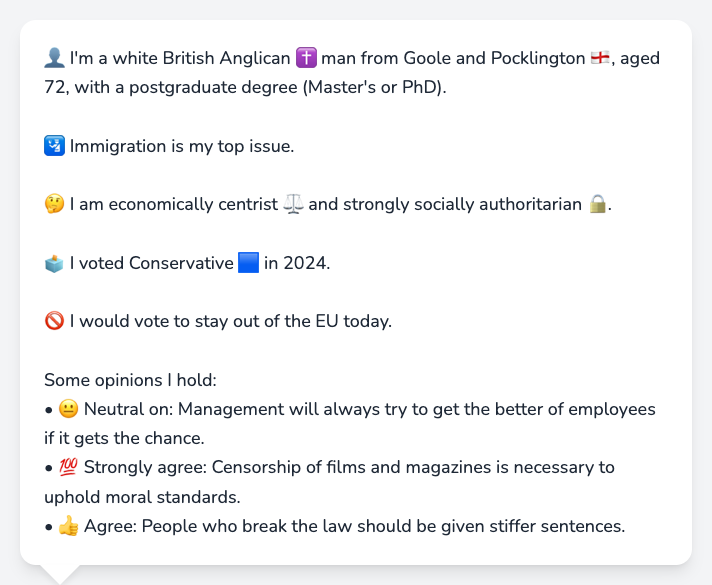 👤 I'm a white British Anglican ✝️ man from Goole and Pocklington 🏴󠁧󠁢󠁥󠁮󠁧󠁿, aged
72, with a postgraduate degree (Master's or PhD).
🛂 Immigration is my top issue.
🤔 I am economically centrist ⚖️ and strongly socially authoritarian 🔒.
🗳️ I voted Conservative 🟦 in 2024.
🚫 I would vote to stay out of the EU today.
Some opinions I hold:
• 😐 Neutral on: Management will always try to get the better of employees
if it gets the chance.
• 💯 Strongly agree: Censorship of films and magazines is necessary to
uphold moral standards.
• 👍 Agree: People who break the law should be given stiffer sentences.